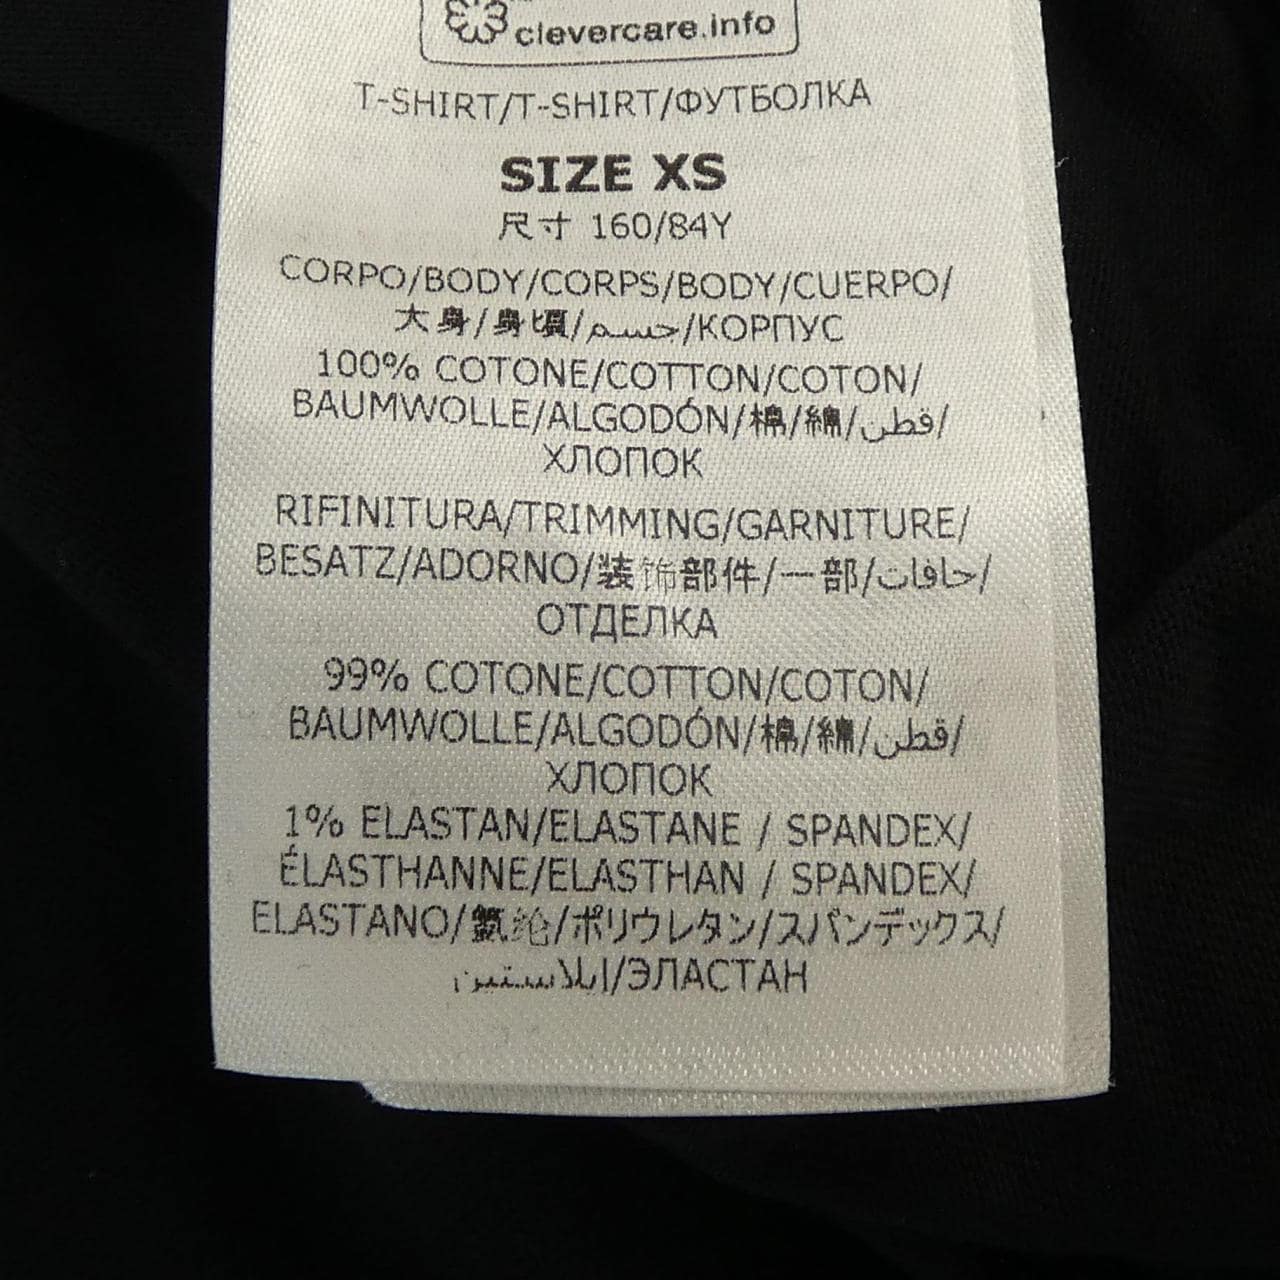 clevercare.info
T-SHIRT/T-SHIRT/ФУТБОЛКА
SIZE XS
尺寸 160/84Y
CORPO/BODY/CORPS/BODY/CUERPO/
大身/身頃/جسم/КОРПУС
100% COTONE/COTTON/COTON/
BAUMWOLLE/ALGODÓN/棉/綿/قطن/
ХЛОПОК
RIFINITURA/TRIMMING/GARNITURE/
BESATZ/ADORNO/装饰部件/一部/حافات/
ОТДЕЛКА
99% COTONE/COTTON/COTON/
BAUMWOLLE/ALGODÓN/棉/綿/قطن/
ХЛОПОК
1% ELASTAN/ELASTANE / SPANDEX/
ÉLASTHANNE/ELASTHAN / SPANDEX/
ELASTANO/氨纶/ポリウレタン/スパンデックス/
إيلاستين/ЭЛАСТАН